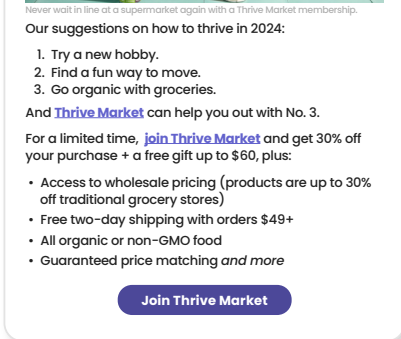 Never wait in line at a supermarket again with a Thrive Market membership.
Our suggestions on how to thrive in 2024:
1. Try a new hobby.
2. Find a fun way to move.
3. Go organic with groceries.
And Thrive Market can help you out with No. 3.
For a limited time, join Thrive Market and get 30% off
your purchase + a free gift up to $60, plus:
• Access to wholesale pricing (products are up to 30%
off traditional grocery stores)
• Free two-day shipping with orders $49+
• All organic or non-GMO food
• Guaranteed price matching and more
Join Thrive Market